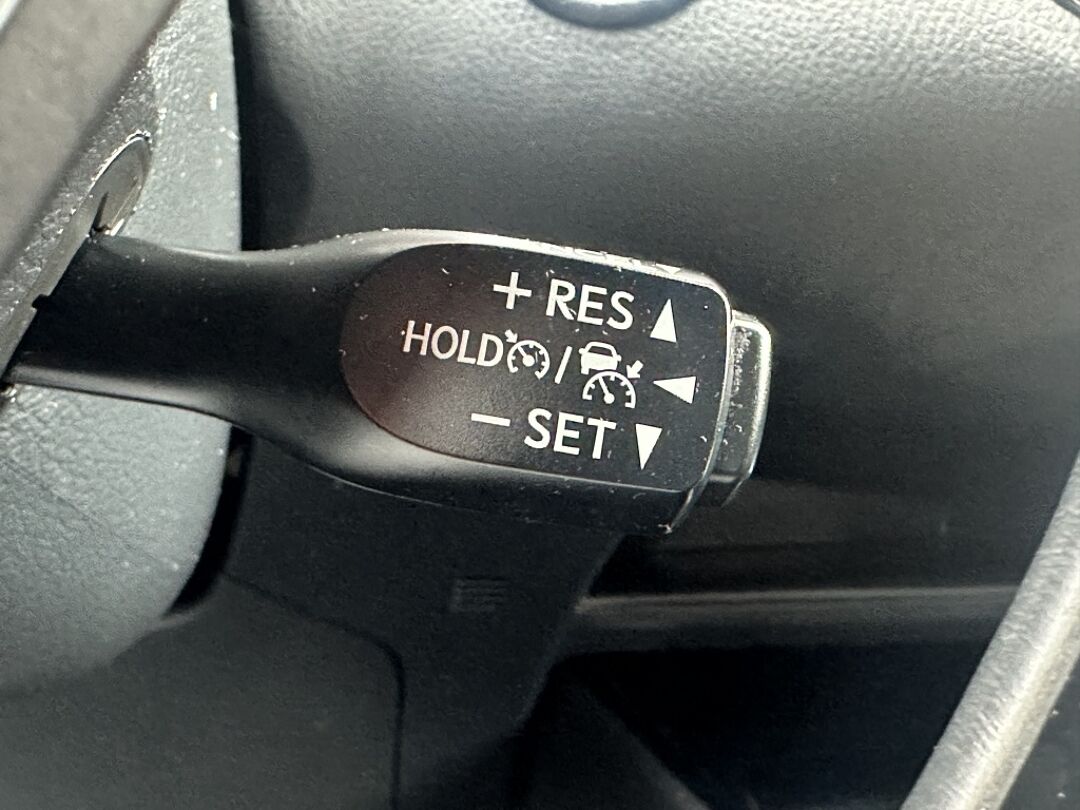 + RES
HOLD /
- SET